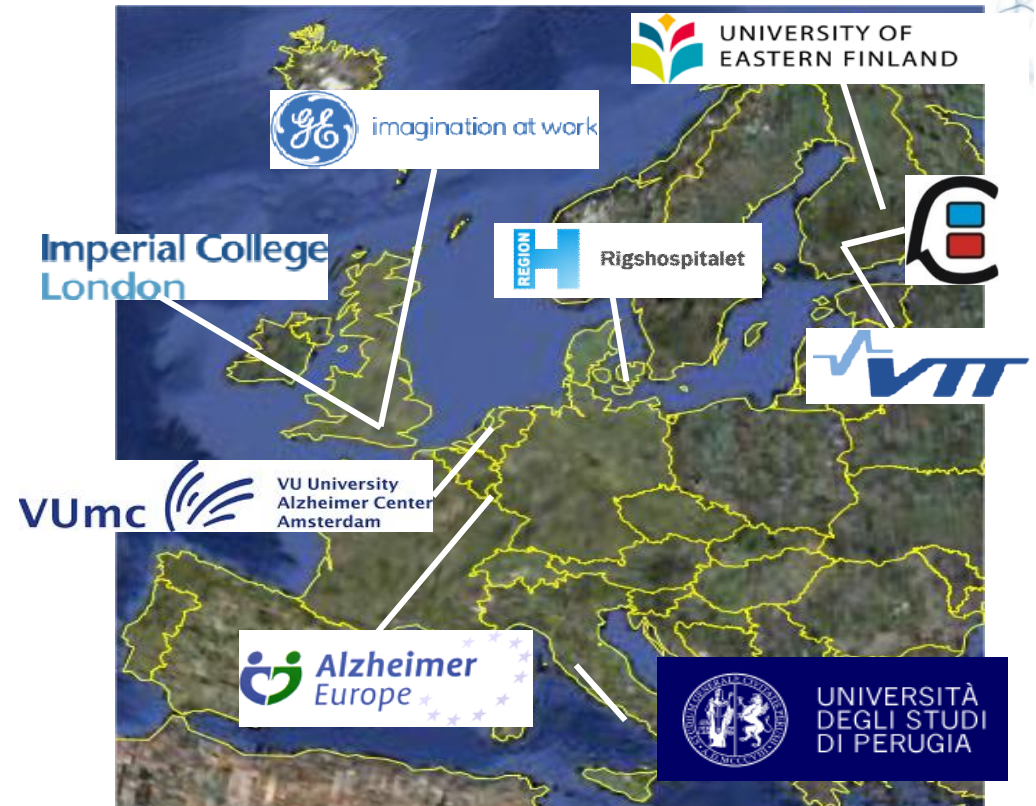 UNIVERSITY OF
EASTERN FINLAND
GE
imagination at work
Imperial College
London
REGION
H
Rigshospitalet
VTT
VUmc
VU University
Alzheimer Center
Amsterdam
Alzheimer
Europe
UNIVERSITÀ
DEGLI STUDI
DI PERUGIA